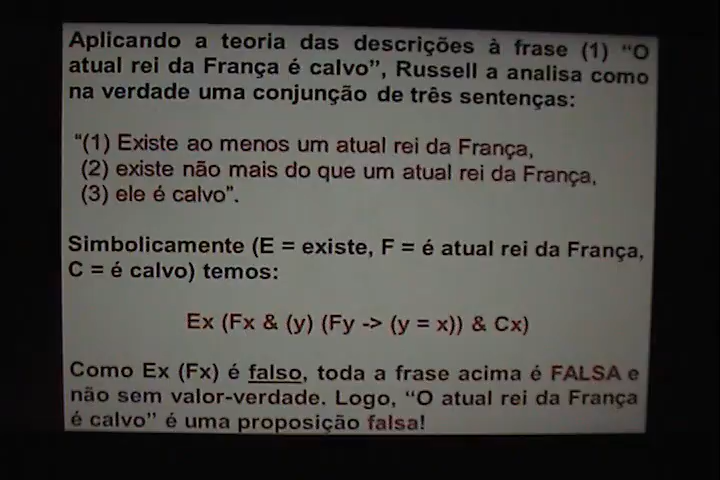 Aplicando a teoria das descrições à frase (1) “O
atual rei da França é calvo”, Russell a analisa como
na verdade uma conjunção de três sentenças:
“(1) Existe ao menos um atual rei da França,
(2) existe não mais do que um atual rei da França,
(3) ele é calvo”.
Simbolicamente (E = existe, F = é atual rei da França,
C = é calvo) temos:
Ex (Fx & (y) (Fy -> (y = x)) & Cx)
Como Ex (Fx) é falso, toda a frase acima é FALSA e
não sem valor-verdade. Logo, “O atual rei da França
é calvo” é uma proposição falsa!